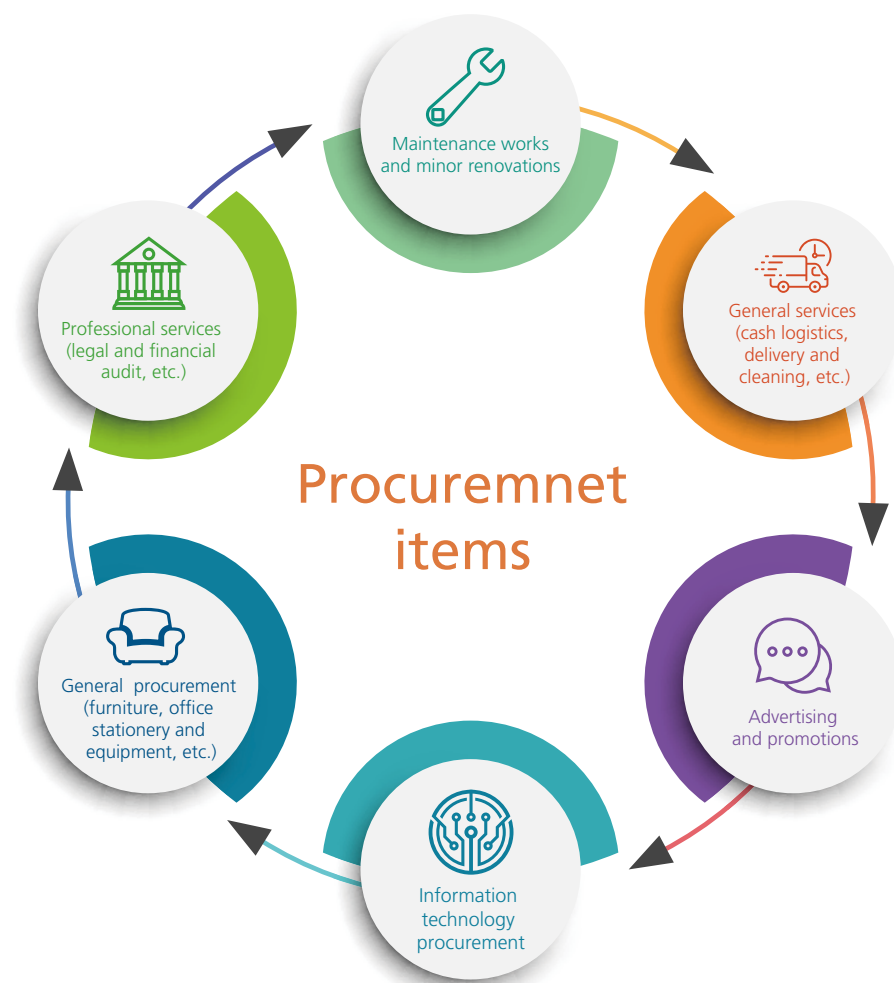 Maintenance works
and minor renovations
General services
(cash logistics,
delivery and
cleaning, etc.)
Advertising
and promotions
Information
technology
procurement
General procurement
(furniture, office
stationery and
equipment, etc.)
Professional services
(legal and financial
audit, etc.)
Procuremnet
items